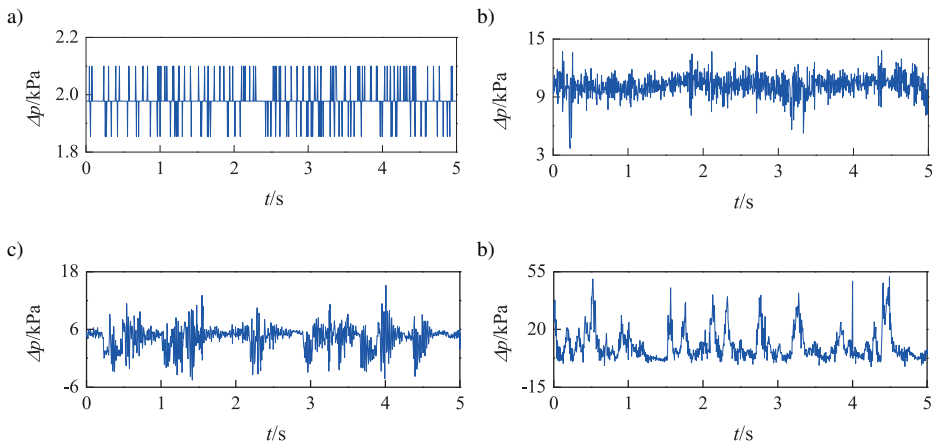 a)
2.2
2.0
1.8
Δp/kPa
0 1 2 3 4 5
t/s
b)
15
9
3
Δp/kPa
0 1 2 3 4 5
t/s
c)
18
6
-6
Δp/kPa
0 1 2 3 4 5
t/s
b)
55
20
-15
Δp/kPa
0 1 2 3 4 5
t/s